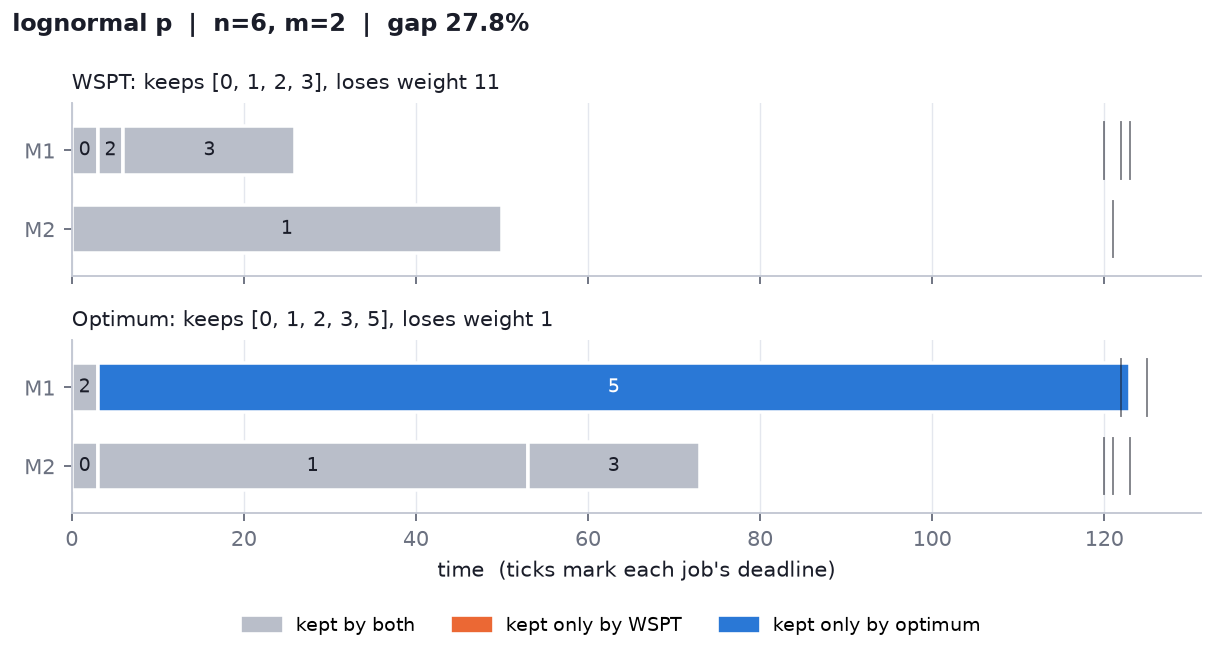 lognormal p  |  n=6, m=2  |  gap 27.8%
WSPT: keeps [0, 1, 2, 3], loses weight 11
M1
0 2 3
M2
1
Optimum: keeps [0, 1, 2, 3, 5], loses weight 1
M1
2 5
M2
0 1 3
0 20 40 60 80 100 120
time  (ticks mark each job's deadline)
kept by both
kept only by WSPT
kept only by optimum